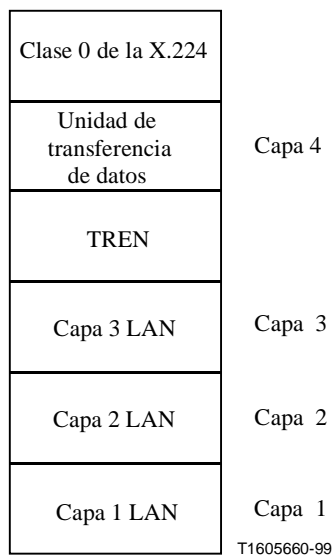 Clase 0 de la X.224
Unidad de
transferencia
de datos
Capa 4
TREN
Capa 3 LAN
Capa 3
Capa 2 LAN
Capa 2
Capa 1 LAN
Capa 1
T1605660-99